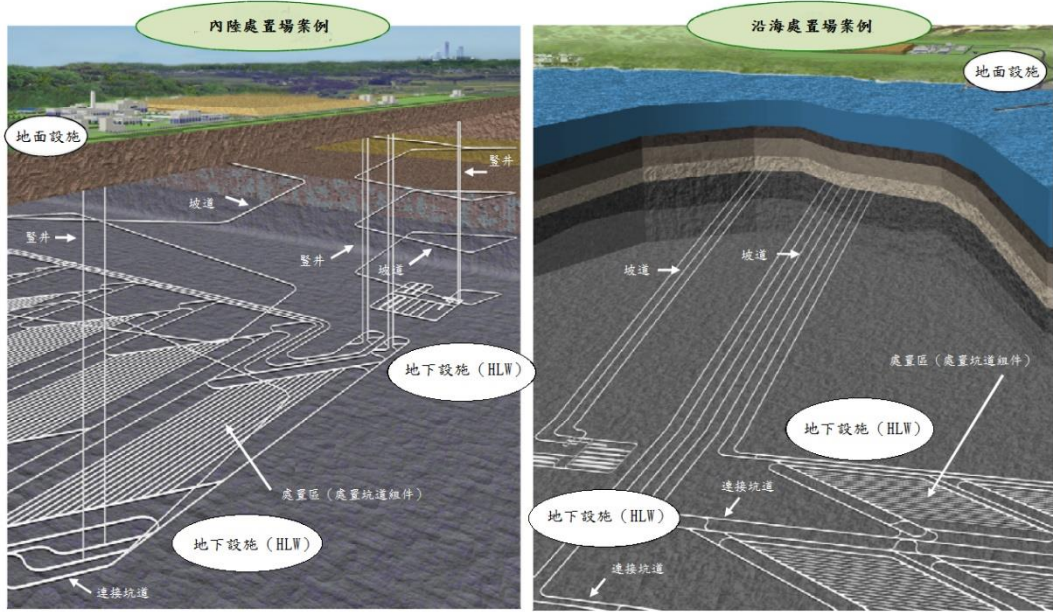 內陸處置場案例
地面設施
豎井
坡道
豎井
豎井
坡道
地下設施（HLW）
處置區（處置坑道組件）
地下設施（HLW）
連接坑道
沿海處置場案例
地面設施
坡道
坡道
處置區（處置坑道組件）
地下設施（HLW）
連接坑道
地下設施（HLW）
連接坑道